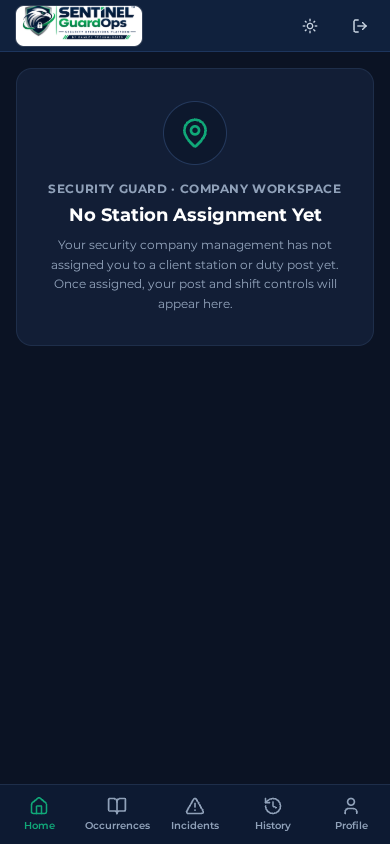 SENTINEL
GuardOps
SECURITY GUARD · COMPANY WORKSPACE
No Station Assignment Yet
Your security company management has not
assigned you to a client station or duty post yet.
Once assigned, your post and shift controls will
appear here.
Home Occurrences Incidents History Profile